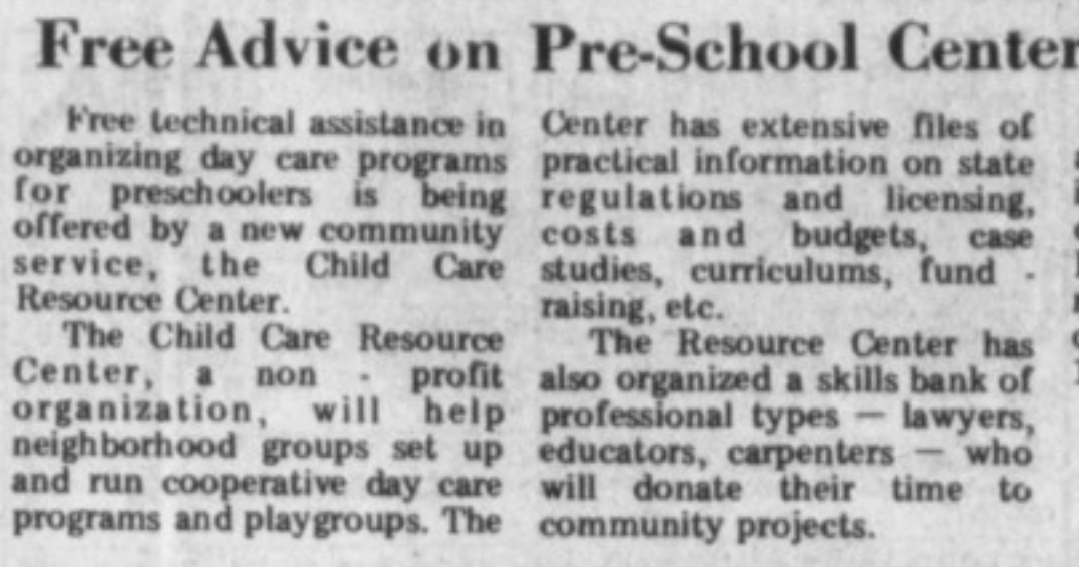 Free Advice on Pre-School Center
Free technical assistance in
organizing day care programs
for preschoolers is being
offered by a new community
service, the Child Care
Resource Center.
The Child Care Resource
Center, a non - profit
organization, will help
neighborhood groups set up
and run cooperative day care
programs and playgroups. The
Center has extensive files of
practical information on state
regulations and licensing,
costs and budgets, case
studies, curriculums, fund -
raising, etc.
The Resource Center has
also organized a skills bank of
professional types — lawyers,
educators, carpenters — who
will donate their time to
community projects.